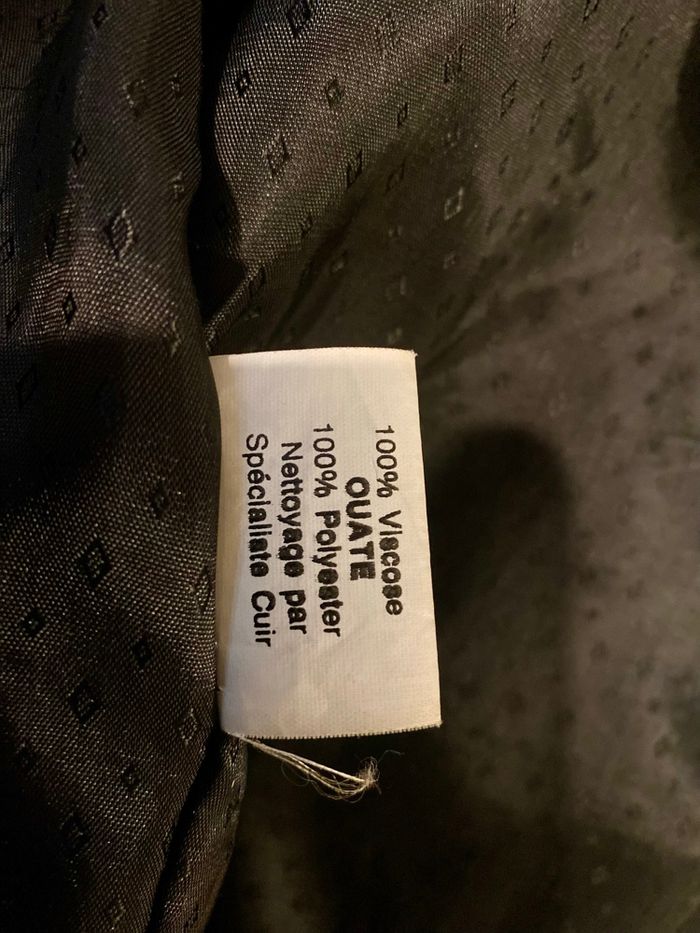 100% Viscose
OUATE
100% Polyester
Nettoyage par
Spécialiste Cuir